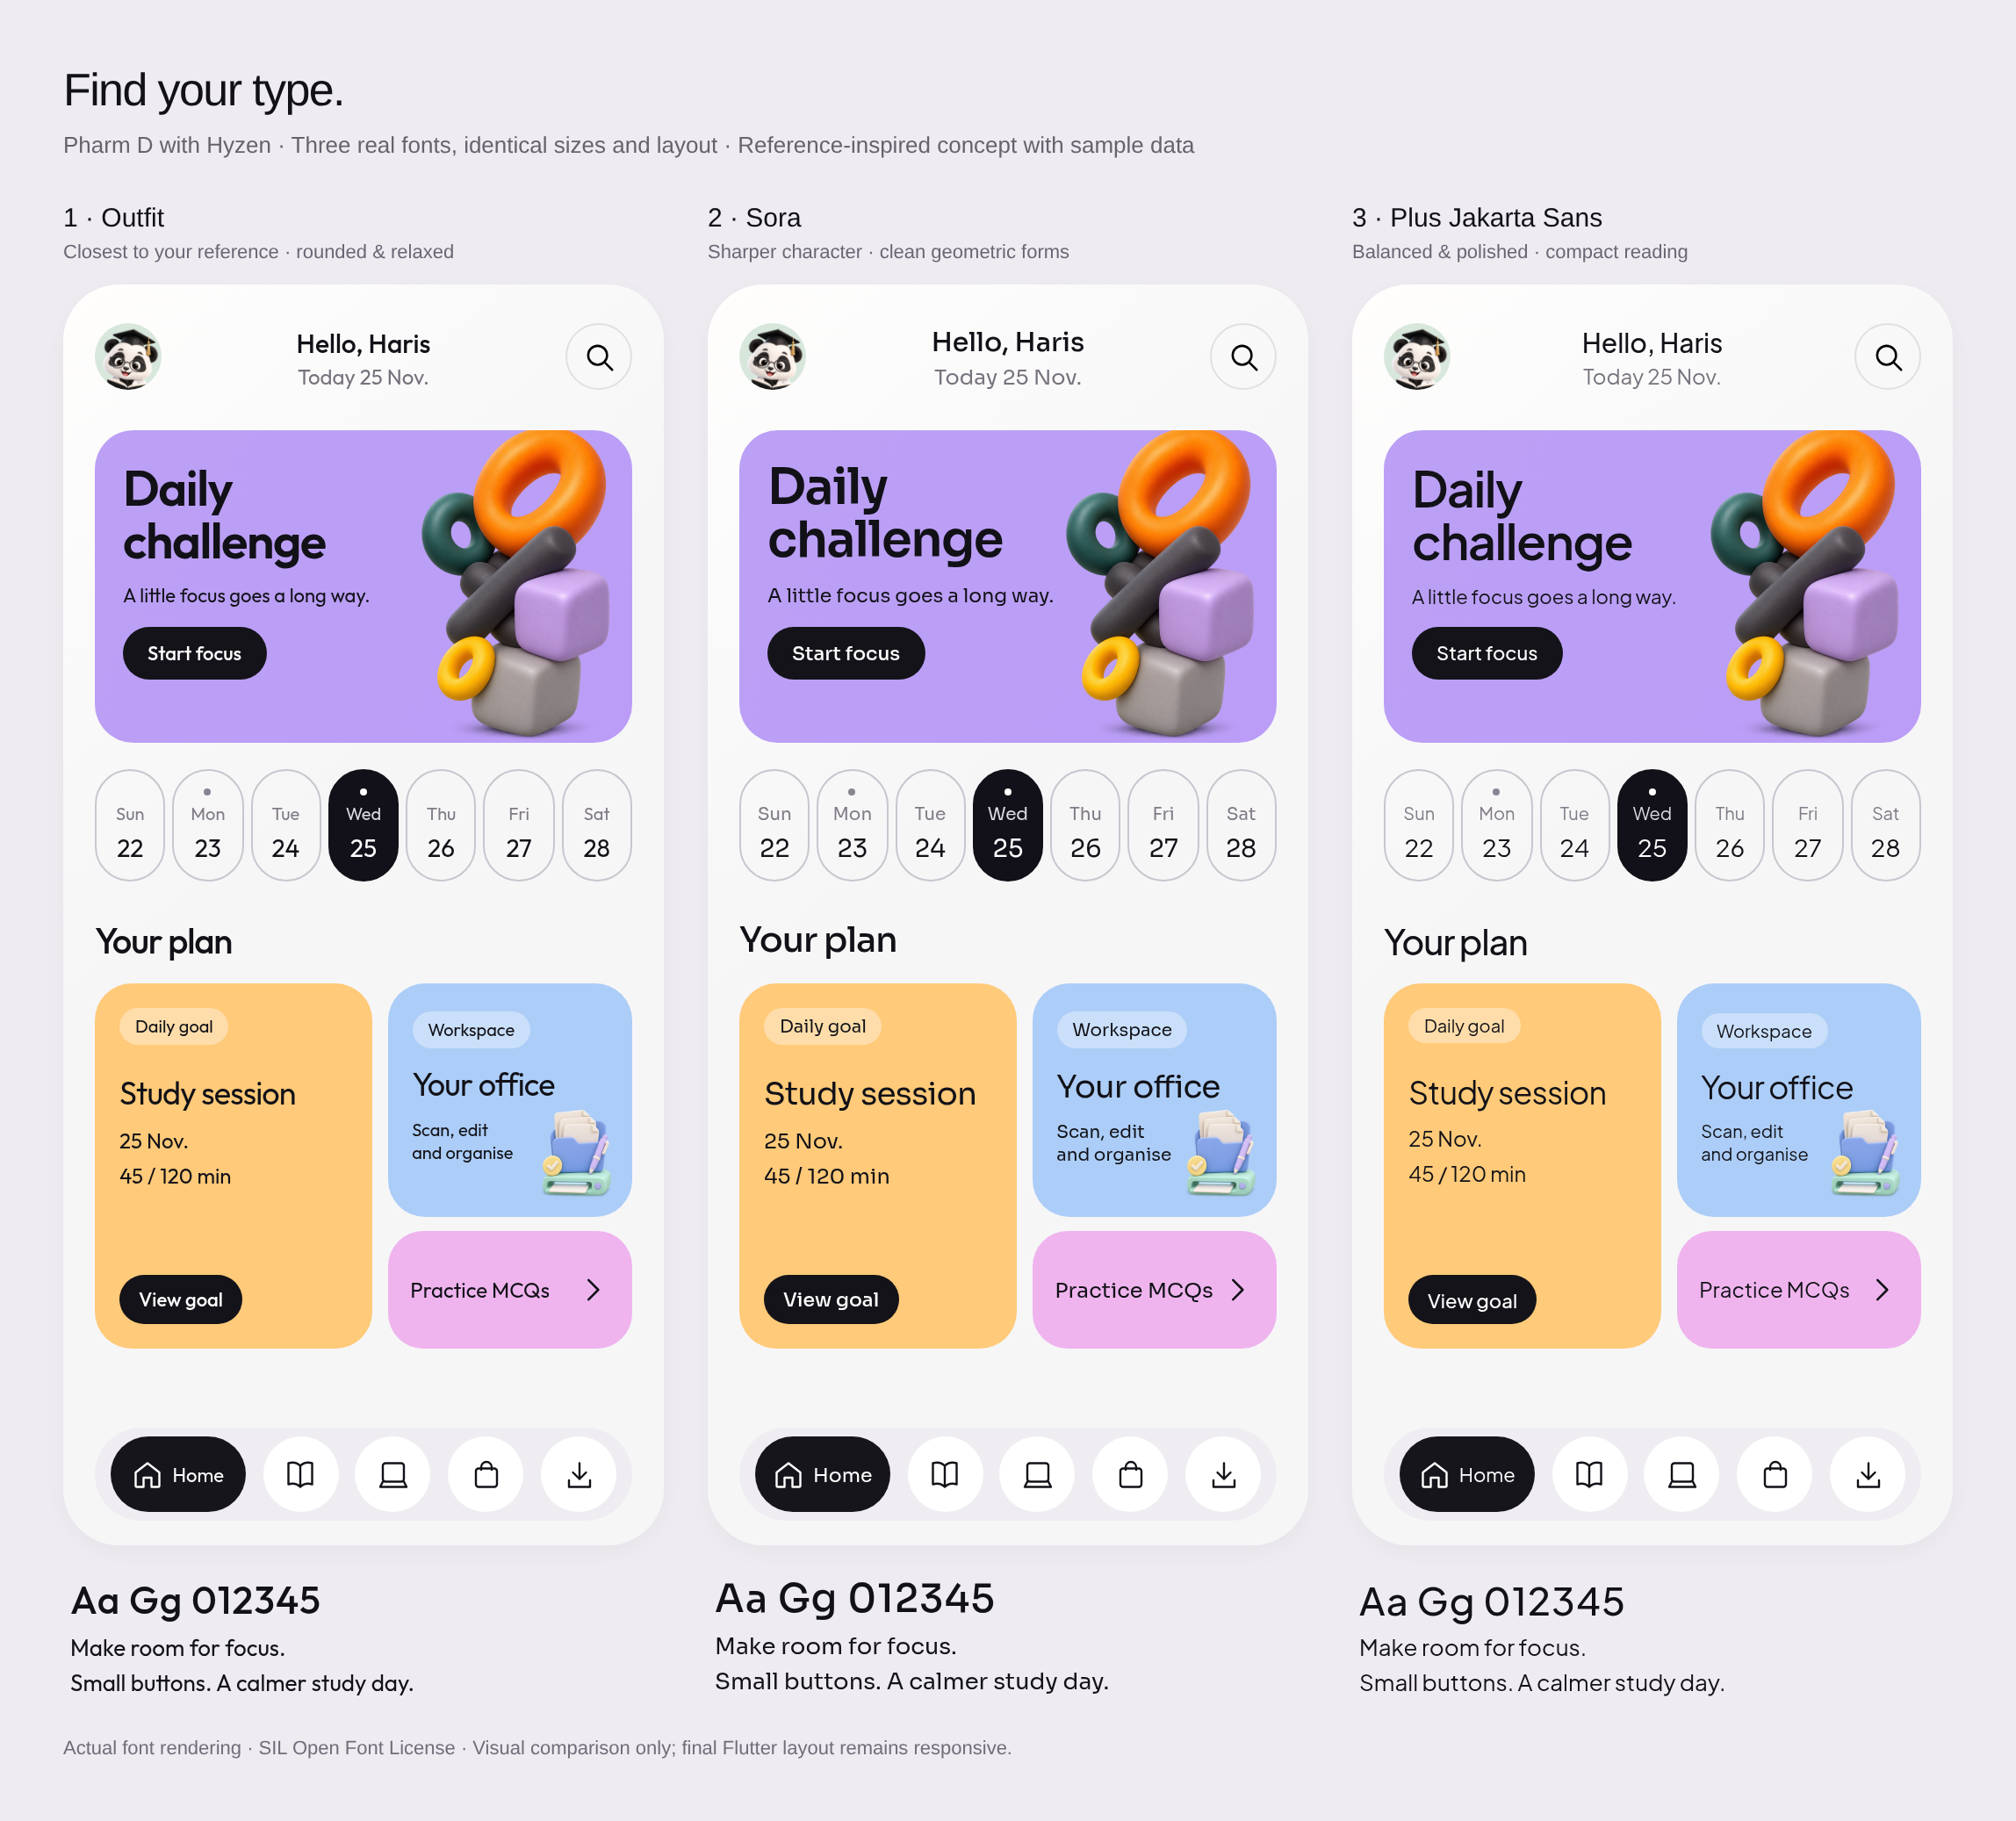 Find your type.
Pharm D with Hyzen · Three real fonts, identical sizes and layout · Reference-inspired concept with sample data
1 · Outfit
Closest to your reference · rounded & relaxed
Hello, Haris
Today 25 Nov.
Daily
challenge
A little focus goes a long way.
Start focus
Sun Mon Tue Wed Thu Fri Sat
22 23 24 25 26 27 28
Your plan
Daily goal
Study session
25 Nov.
45 / 120 min
View goal
Workspace
Your office
Scan, edit
and organise
Practice MCQs
Home
Aa Gg 012345
Make room for focus.
Small buttons. A calmer study day.
2 · Sora
Sharper character · clean geometric forms
Hello, Haris
Today 25 Nov.
Daily
challenge
A little focus goes a long way.
Start focus
Sun Mon Tue Wed Thu Fri Sat
22 23 24 25 26 27 28
Your plan
Daily goal
Study session
25 Nov.
45 / 120 min
View goal
Workspace
Your office
Scan, edit
and organise
Practice MCQs
Home
Aa Gg 012345
Make room for focus.
Small buttons. A calmer study day.
3 · Plus Jakarta Sans
Balanced & polished · compact reading
Hello, Haris
Today 25 Nov.
Daily
challenge
A little focus goes a long way.
Start focus
Sun Mon Tue Wed Thu Fri Sat
22 23 24 25 26 27 28
Your plan
Daily goal
Study session
25 Nov.
45 / 120 min
View goal
Workspace
Your office
Scan, edit
and organise
Practice MCQs
Home
Aa Gg 012345
Make room for focus.
Small buttons. A calmer study day.
Actual font rendering · SIL Open Font License · Visual comparison only; final Flutter layout remains responsive.